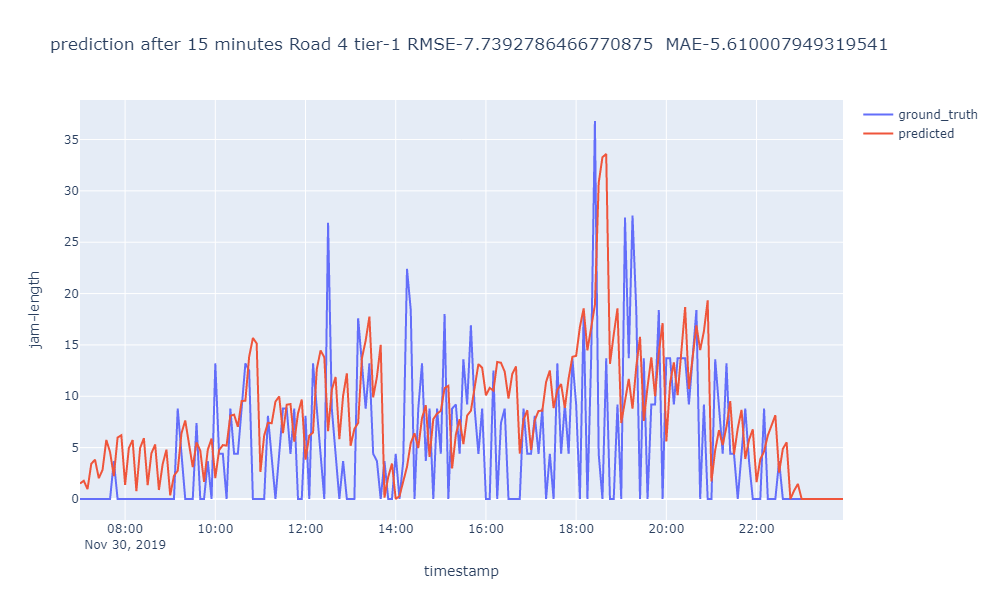 prediction after 15 minutes Road 4 tier-1 RMSE-7.7392786466770875  MAE-5.610007949319541
ground_truth
predicted
35
30
25
20
15
10
5
0
jam-length
08:00 10:00 12:00 14:00 16:00 18:00 20:00 22:00
Nov 30, 2019
timestamp